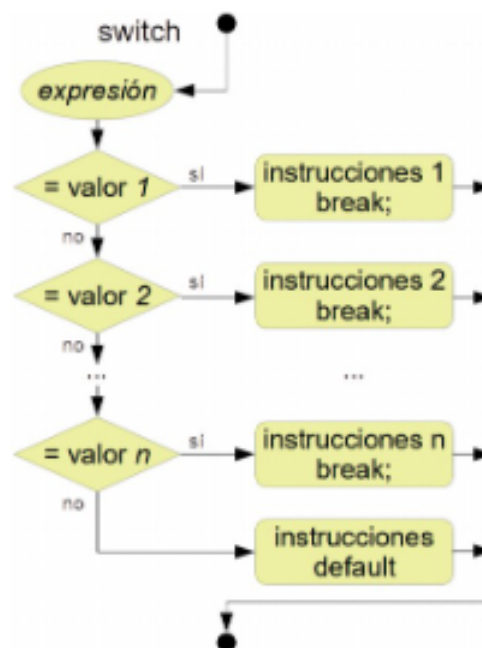 switch
expresión
= valor 1
sí
instrucciones 1
break;
no
= valor 2
sí
instrucciones 2
break;
no
...
...
= valor n
sí
instrucciones n
break;
no
instrucciones
default